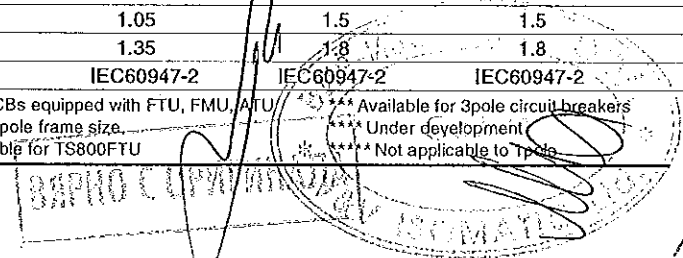 1.05 1.5 1.5
1.35 1.8 1.8
IEC60947-2 IEC60947-2 IEC60947-2
CBs equipped with FTU, FMU, ATU *** Available for 3pole circuit breakers
pole frame size **** Under development
ble for TS800FTU ***** Not applicable to 1pole
ВЯРНО С ОРИГИНАЛА